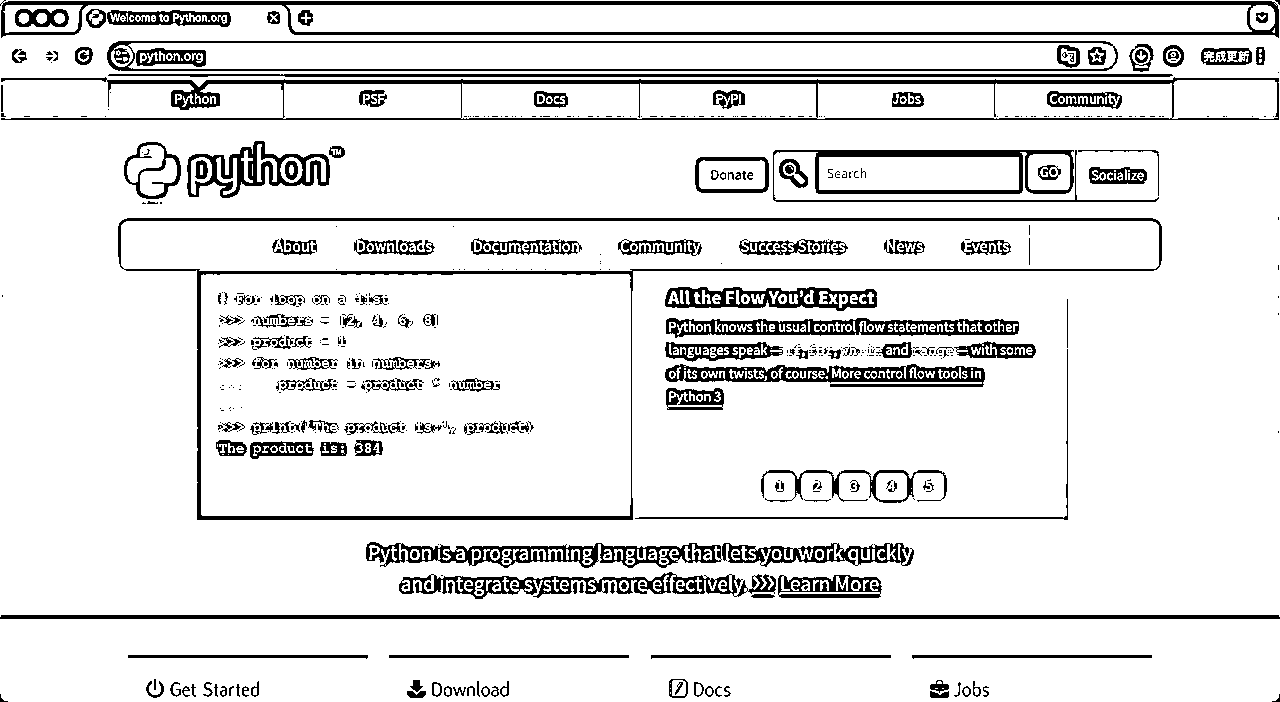 Welcome to Python.org
python.org
完成更新
Python
PSF
Docs
PyPI
Jobs
Community
python™
Donate
Search
GO
Socialize
About
Downloads
Documentation
Community
Success Stories
News
Events
# For loop on a list
>>> numbers = [2, 4, 6, 8]
>>> product = 1
>>> for number in numbers:
...    product = product * number
...
>>> print('The product is:', product)
The product is: 384
All the Flow You'd Expect
Python knows the usual control flow statements that other
languages speak — if, for, while and range — with some
of its own twists, of course. More control flow tools in
Python 3
1
2
3
4
5
Python is a programming language that lets you work quickly
and integrate systems more effectively. >>> Learn More
Get Started
Download
Docs
Jobs